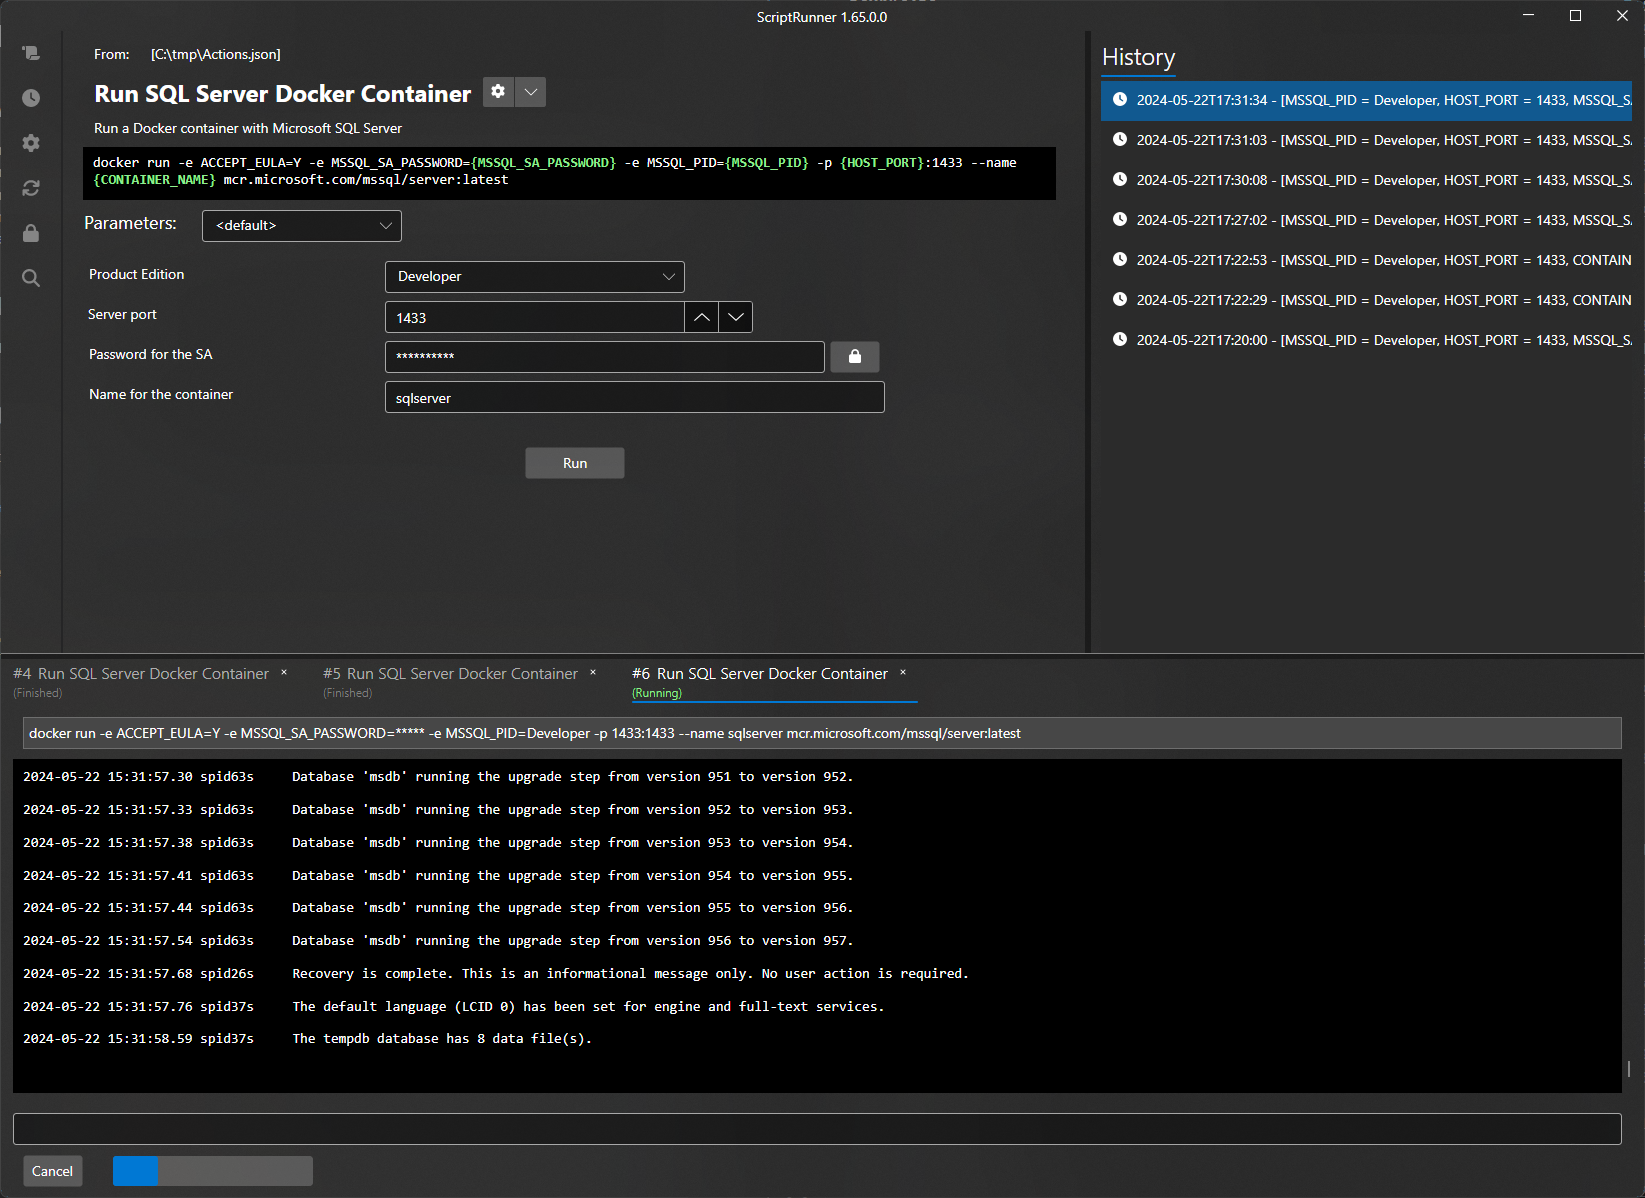 ScriptRunner 1.65.0.0
From: [C:\tmp\Actions.json]
Run SQL Server Docker Container
Run a Docker container with Microsoft SQL Server
docker run -e ACCEPT_EULA=Y -e MSSQL_SA_PASSWORD={MSSQL_SA_PASSWORD} -e MSSQL_PID={MSSQL_PID} -p {HOST_PORT}:1433 --name
{CONTAINER_NAME} mcr.microsoft.com/mssql/server:latest
Parameters: <default>
Product Edition Developer
Server port 1433
Password for the SA **********
Name for the container sqlserver
Run
History
2024-05-22T17:31:34 - [MSSQL_PID = Developer, HOST_PORT = 1433, MSSQL_S
2024-05-22T17:31:03 - [MSSQL_PID = Developer, HOST_PORT = 1433, MSSQL_S
2024-05-22T17:30:08 - [MSSQL_PID = Developer, HOST_PORT = 1433, MSSQL_S
2024-05-22T17:27:02 - [MSSQL_PID = Developer, HOST_PORT = 1433, MSSQL_S
2024-05-22T17:22:53 - [MSSQL_PID = Developer, HOST_PORT = 1433, CONTAIN
2024-05-22T17:22:29 - [MSSQL_PID = Developer, HOST_PORT = 1433, CONTAIN
2024-05-22T17:20:00 - [MSSQL_PID = Developer, HOST_PORT = 1433, MSSQL_S
#4 Run SQL Server Docker Container ×
(Finished)
#5 Run SQL Server Docker Container ×
(Finished)
#6 Run SQL Server Docker Container ×
(Running)
docker run -e ACCEPT_EULA=Y -e MSSQL_SA_PASSWORD=***** -e MSSQL_PID=Developer -p 1433:1433 --name sqlserver mcr.microsoft.com/mssql/server:latest
2024-05-22 15:31:57.30 spid63s Database 'msdb' running the upgrade step from version 951 to version 952.
2024-05-22 15:31:57.33 spid63s Database 'msdb' running the upgrade step from version 952 to version 953.
2024-05-22 15:31:57.38 spid63s Database 'msdb' running the upgrade step from version 953 to version 954.
2024-05-22 15:31:57.41 spid63s Database 'msdb' running the upgrade step from version 954 to version 955.
2024-05-22 15:31:57.44 spid63s Database 'msdb' running the upgrade step from version 955 to version 956.
2024-05-22 15:31:57.54 spid63s Database 'msdb' running the upgrade step from version 956 to version 957.
2024-05-22 15:31:57.68 spid26s Recovery is complete. This is an informational message only. No user action is required.
2024-05-22 15:31:57.76 spid37s The default language (LCID 0) has been set for engine and full-text services.
2024-05-22 15:31:58.59 spid37s The tempdb database has 8 data file(s).
Cancel